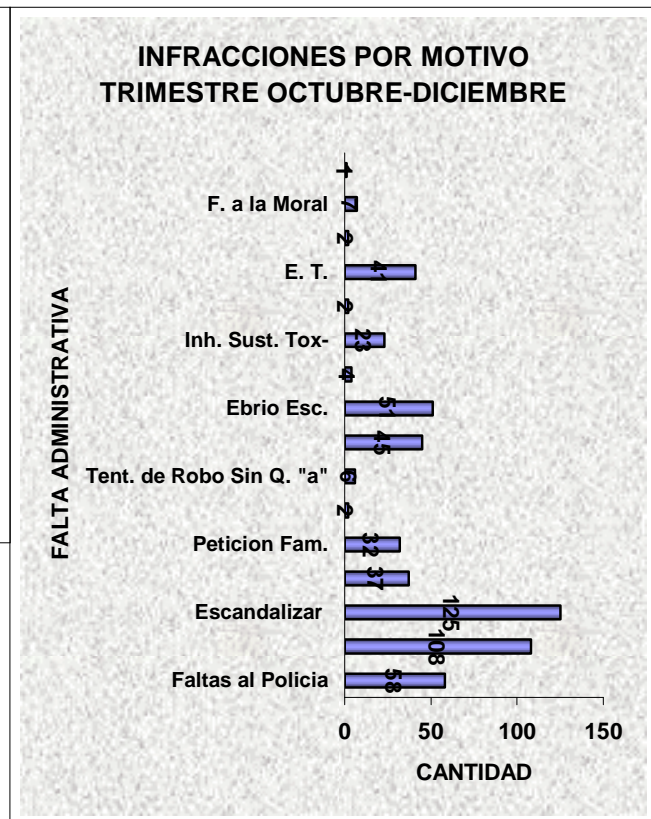 INFRACCIONES POR MOTIVO
TRIMESTRE OCTUBRE-DICIEMBRE
FALTA ADMINISTRATIVA
1
F. a la Moral 7
2
E. T. 41
2
Inh. Sust. Tox- 23
4
Ebrio Esc. 51
45
Tent. de Robo Sin Q. "a" 6
2
Peticion Fam. 32
37
Escandalizar 125
108
Faltas al Policia 58
0 50 100 150
CANTIDAD